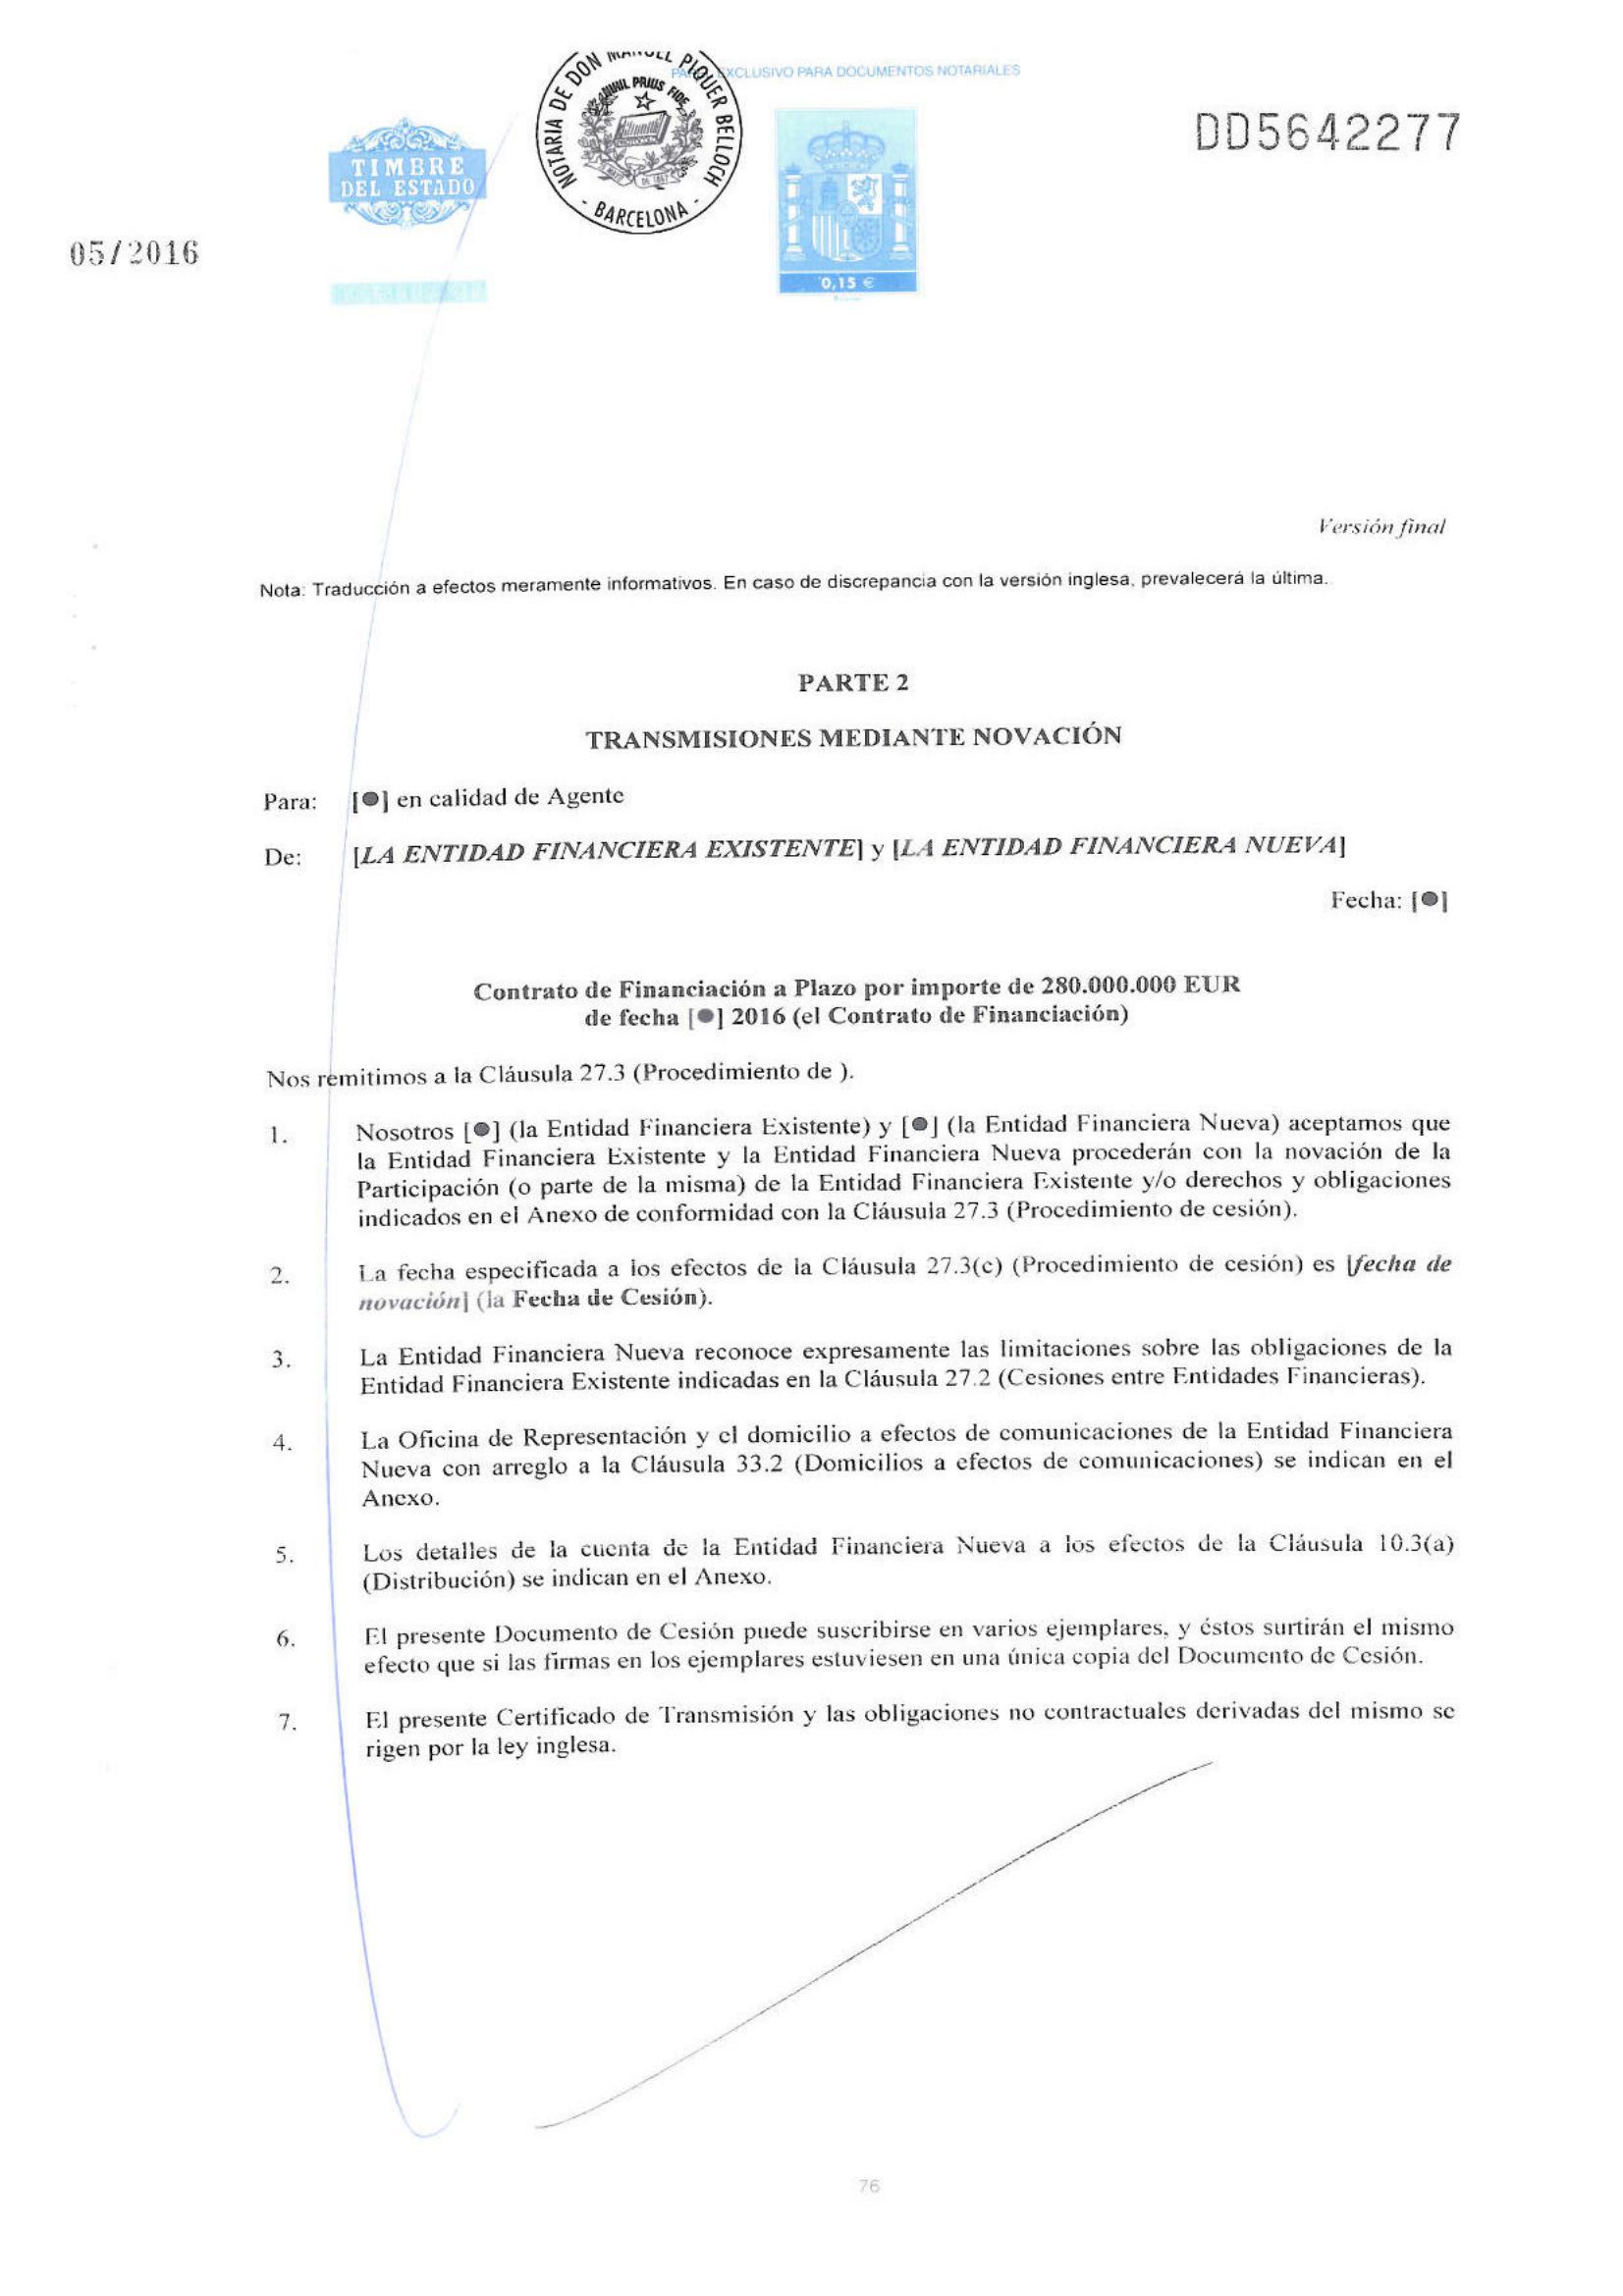 PAPEL EXCLUSIVO PARA DOCUMENTOS NOTARIALES
NOTARIA DE DON MANUEL PIQUER BELLOCH
NIHIL PRIUS FIDE
- BARCELONA -
TIMBRE
DEL ESTADO
0,15 €
DD5642277
05/2016
Versión final
Nota: Traducción a efectos meramente informativos. En caso de discrepancia con la versión inglesa, prevalecerá la última.
PARTE 2
TRANSMISIONES MEDIANTE NOVACIÓN
Para: [●] en calidad de Agente
De: [LA ENTIDAD FINANCIERA EXISTENTE] y [LA ENTIDAD FINANCIERA NUEVA]
Fecha: [●]
Contrato de Financiación a Plazo por importe de 280.000.000 EUR
de fecha [●] 2016 (el Contrato de Financiación)
Nos remitimos a la Cláusula 27.3 (Procedimiento de ).
1. Nosotros [●] (la Entidad Financiera Existente) y [●] (la Entidad Financiera Nueva) aceptamos que
la Entidad Financiera Existente y la Entidad Financiera Nueva procederán con la novación de la
Participación (o parte de la misma) de la Entidad Financiera Existente y/o derechos y obligaciones
indicados en el Anexo de conformidad con la Cláusula 27.3 (Procedimiento de cesión).
2. La fecha especificada a los efectos de la Cláusula 27.3(c) (Procedimiento de cesión) es [fecha de
novación] (la Fecha de Cesión).
3. La Entidad Financiera Nueva reconoce expresamente las limitaciones sobre las obligaciones de la
Entidad Financiera Existente indicadas en la Cláusula 27.2 (Cesiones entre Entidades Financieras).
4. La Oficina de Representación y el domicilio a efectos de comunicaciones de la Entidad Financiera
Nueva con arreglo a la Cláusula 33.2 (Domicilios a efectos de comunicaciones) se indican en el
Anexo.
5. Los detalles de la cuenta de la Entidad Financiera Nueva a los efectos de la Cláusula 10.3(a)
(Distribución) se indican en el Anexo.
6. El presente Documento de Cesión puede suscribirse en varios ejemplares, y éstos surtirán el mismo
efecto que si las firmas en los ejemplares estuviesen en una única copia del Documento de Cesión.
7. El presente Certificado de Transmisión y las obligaciones no contractuales derivadas del mismo se
rigen por la ley inglesa.
76